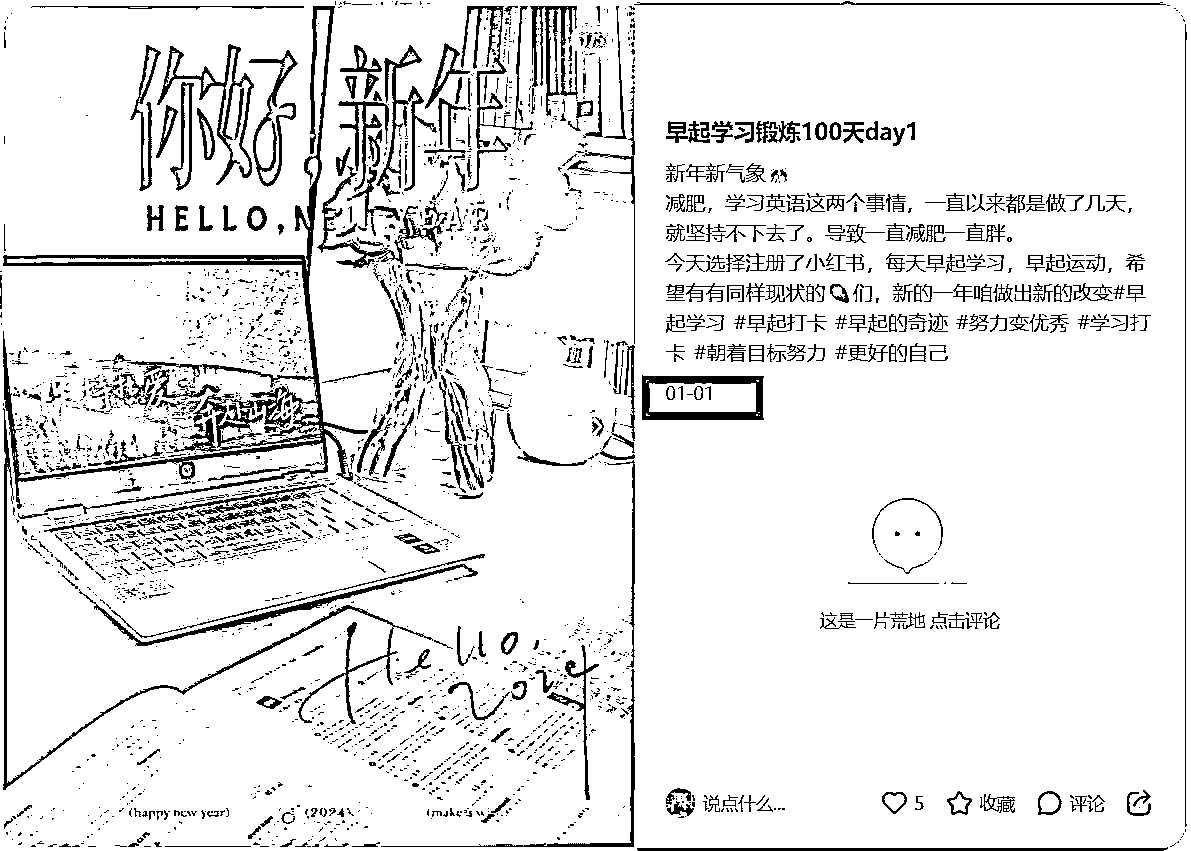 你好，新年
HELLO, NEW YEAR
Hello,
2024
(happy new year)
(2024)
早起学习锻炼100天day1
新年新气象
减肥，学习英语这两个事情，一直以来都是做了几天，
就坚持不下去了。导致一直减肥一直胖。
今天选择注册了小红书，每天早起学习，早起运动，希
望有有同样现状的们，新的一年咱做出新的改变#早
起学习 #早起打卡 #早起的奇迹 #努力变优秀 #学习打
卡 #朝着目标努力 #更好的自己
01-01
这是一片荒地 点击评论
说点什么...
5
收藏
评论